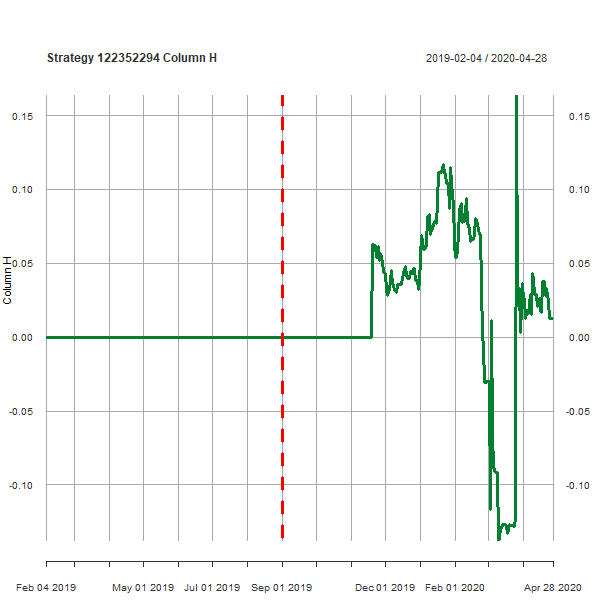 Strategy 122352294 Column H 2019-02-04 / 2020-04-28
0.15 0.15
0.10 0.10
0.05 0.05
Column H
0.00 0.00
-0.05 -0.05
-0.10 -0.10
Feb 04 2019 May 01 2019 Jul 01 2019 Sep 01 2019 Dec 01 2019 Feb 01 2020 Apr 28 2020